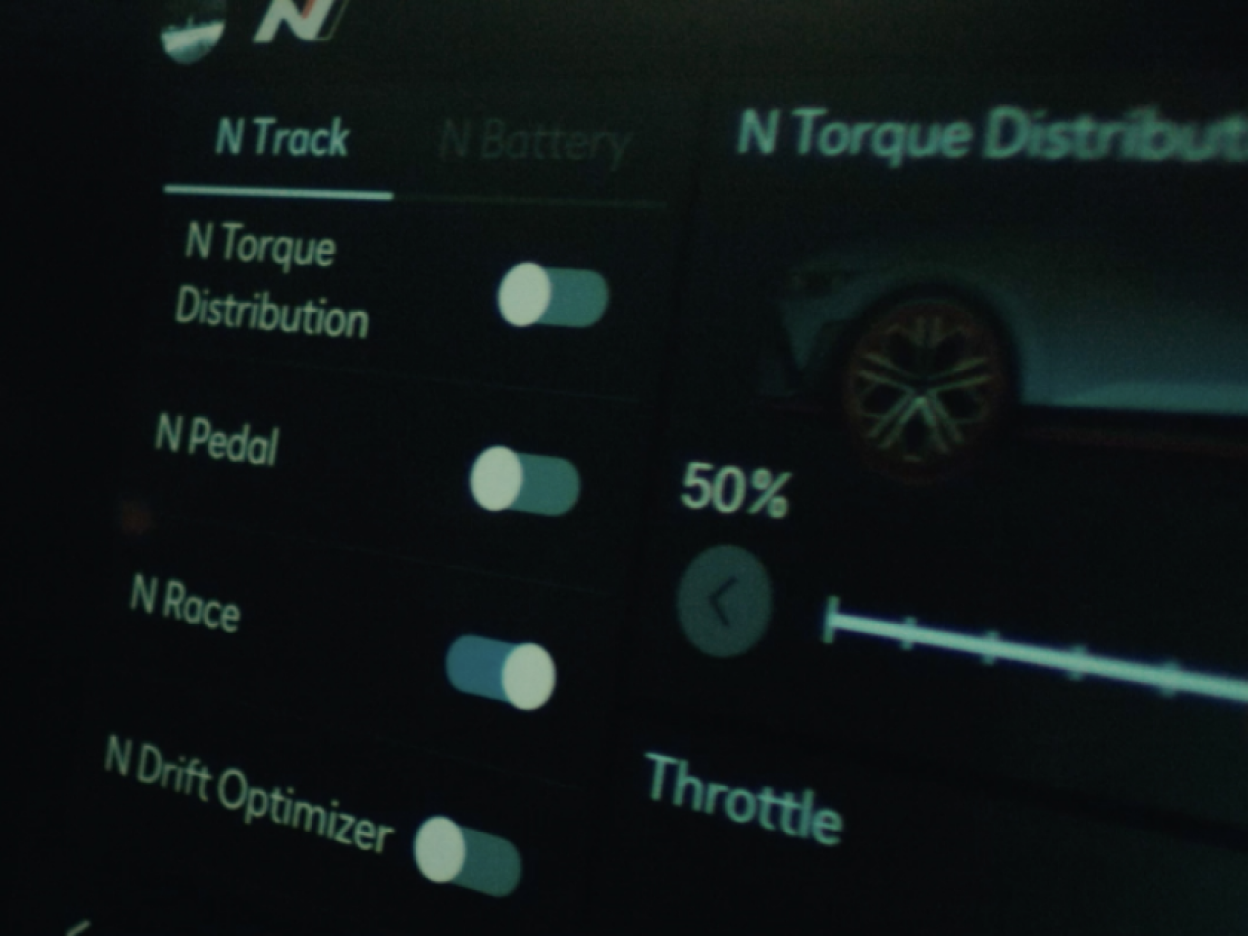 N
N Track
N Battery
N Torque
Distribution
N Pedal
N Race
N Drift Optimizer
N Torque Distribut
50%
Throttle